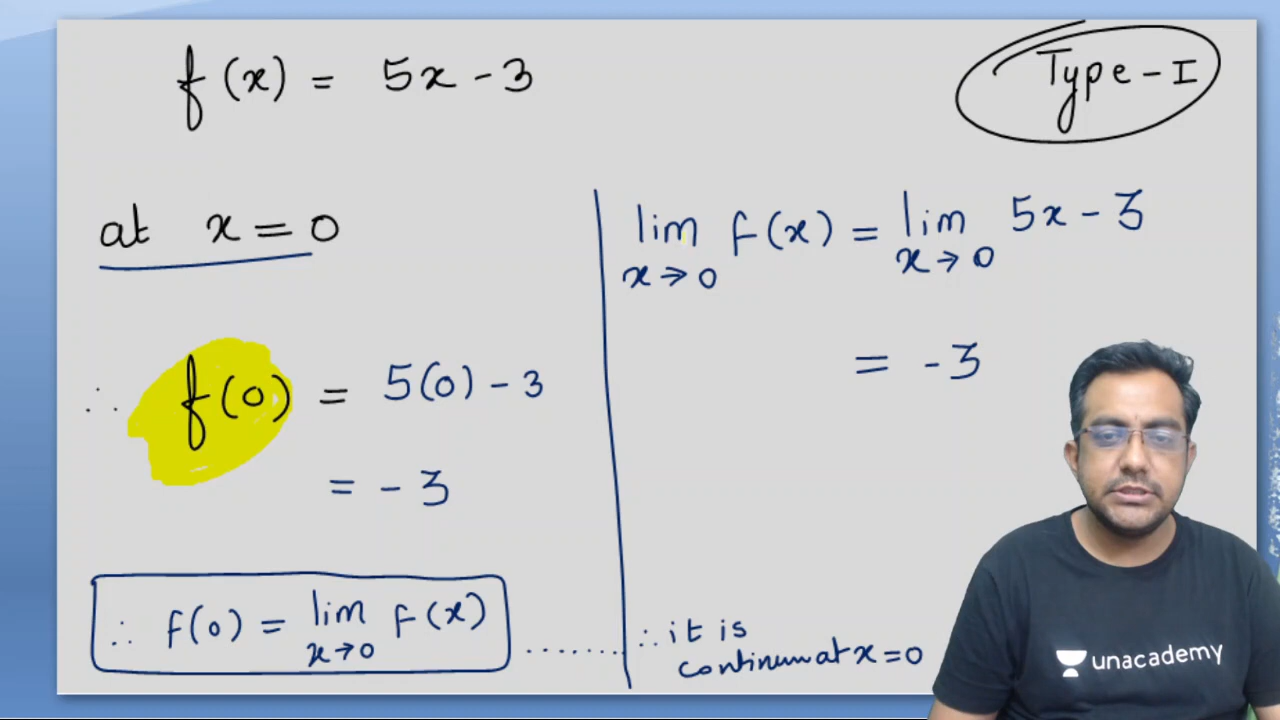 f(x) = 5x - 3
Type - I
at x = 0
∴ f(0) = 5(0) - 3
= - 3
∴ f(0) = lim x→0 f(x)
lim x→0 f(x) = lim x→0 5x - 3
= -3
∴ it is
continum at x = 0
unacademy